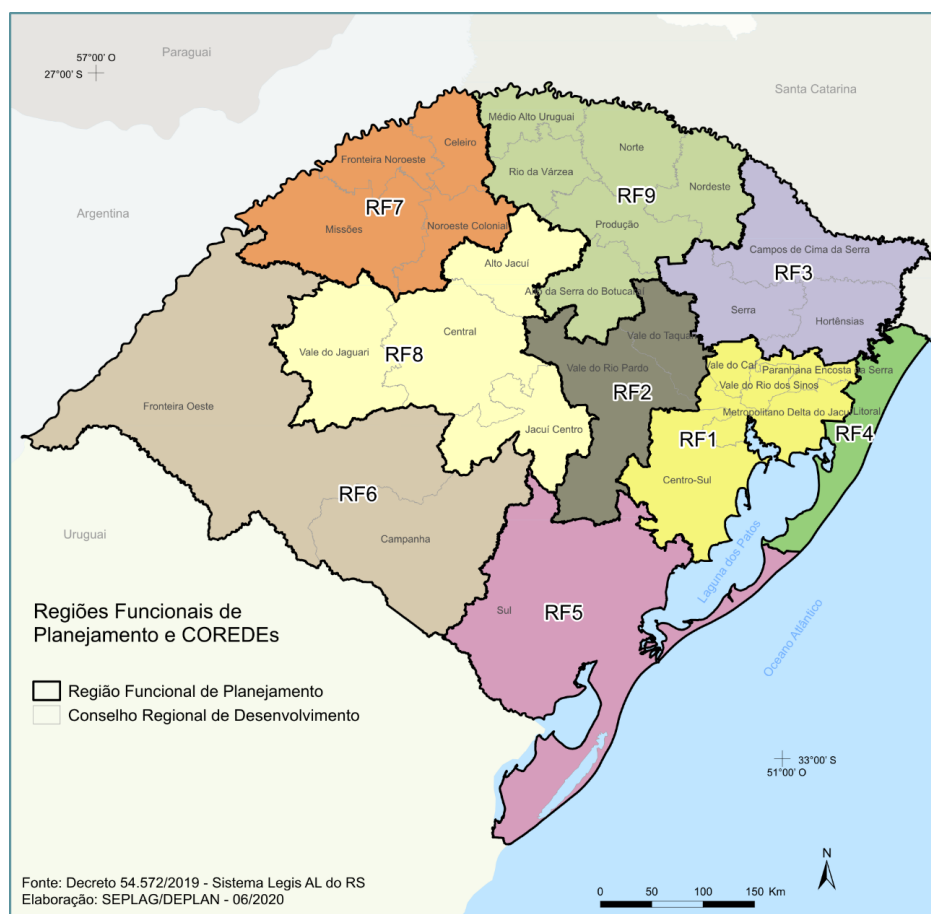 Paraguai
57°00' O
27°00' S
Santa Catarina
Médio Alto Uruguai
Celeiro
Norte
Fronteira Noroeste
Rio da Várzea
Nordeste
RF9
RF7
Argentina
Missões
Noroeste Colonial
Produção
Campos de Cima da Serra
Alto Jacuí
RF3
Alto da Serra do Botucaraí
Serra
Hortênsias
Central
Vale do Taquari
Vale do Jaguari
RF8
Vale do Rio Pardo
Vale do Caí
Paranhana Encosta da Serra
Fronteira Oeste
RF2
Vale do Rio dos Sinos
Metropolitano Delta do Jacuí
Litoral
Jacuí Centro
RF1
RF4
Centro-Sul
RF6
Uruguai
Campanha
Laguna dos Patos
Regiões Funcionais de
Planejamento e COREDEs
Sul
RF5
Oceano Atlântico
Região Funcional de Planejamento
Conselho Regional de Desenvolvimento
33°00' S
51°00' O
N
Fonte: Decreto 54.572/2019 - Sistema Legis AL do RS
Elaboração: SEPLAG/DEPLAN - 06/2020
0 50 100 150 Km